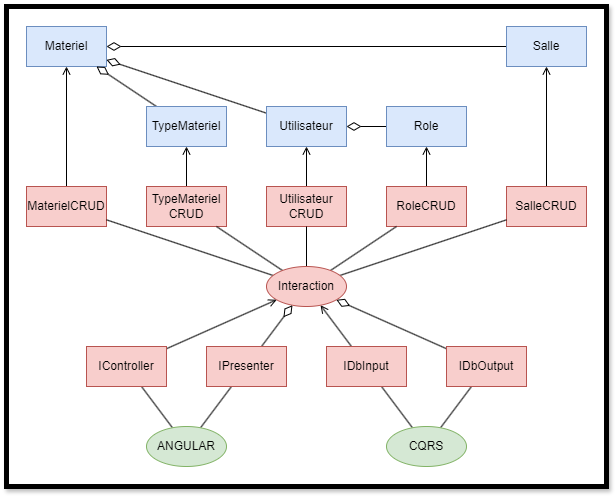 Materiel
Salle
TypeMateriel
Utilisateur
Role
MaterielCRUD
TypeMateriel
CRUD
Utilisateur
CRUD
RoleCRUD
SalleCRUD
Interaction
IController
IPresenter
IDbInput
IDbOutput
ANGULAR
CQRS